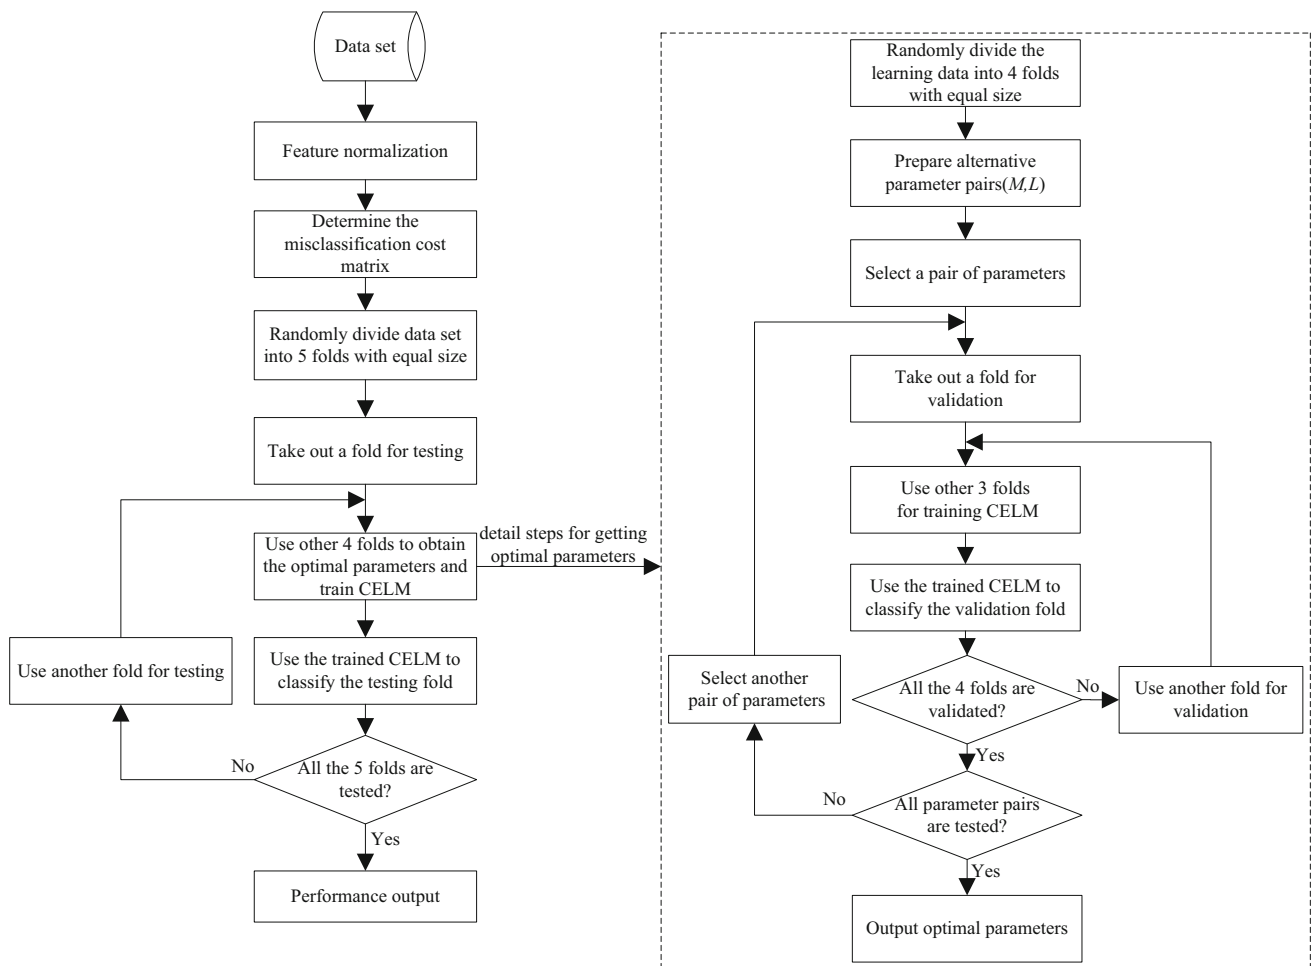 Data set
Feature normalization
Determine the
misclassification cost
matrix
Randomly divide data set
into 5 folds with equal size
Take out a fold for testing
Use other 4 folds to obtain
the optimal parameters and
train CELM
detail steps for getting
optimal parameters
Use another fold for testing
Use the trained CELM to
classify the testing fold
No
All the 5 folds are
tested?
Yes
Performance output
Randomly divide the
learning data into 4 folds
with equal size
Prepare alternative
parameter pairs(M,L)
Select a pair of parameters
Take out a fold for
validation
Use other 3 folds
for training CELM
Use the trained CELM to
classify the validation fold
Select another
pair of parameters
All the 4 folds are
validated?
No
Use another fold for
validation
Yes
No
All parameter pairs
are tested?
Yes
Output optimal parameters